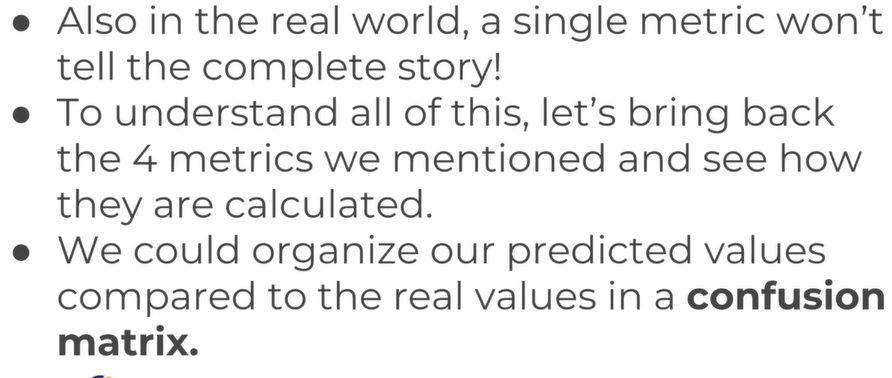 ● Also in the real world, a single metric won’t
tell the complete story!
● To understand all of this, let’s bring back
the 4 metrics we mentioned and see how
they are calculated.
● We could organize our predicted values
compared to the real values in a confusion
matrix.